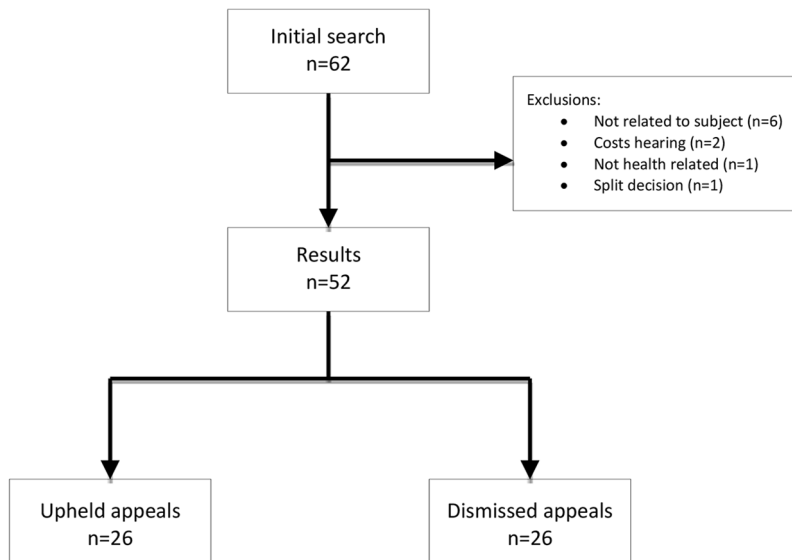 Initial search
n=62
Exclusions:
• Not related to subject (n=6)
• Costs hearing (n=2)
• Not health related (n=1)
• Split decision (n=1)
Results
n=52
Upheld appeals
n=26
Dismissed appeals
n=26